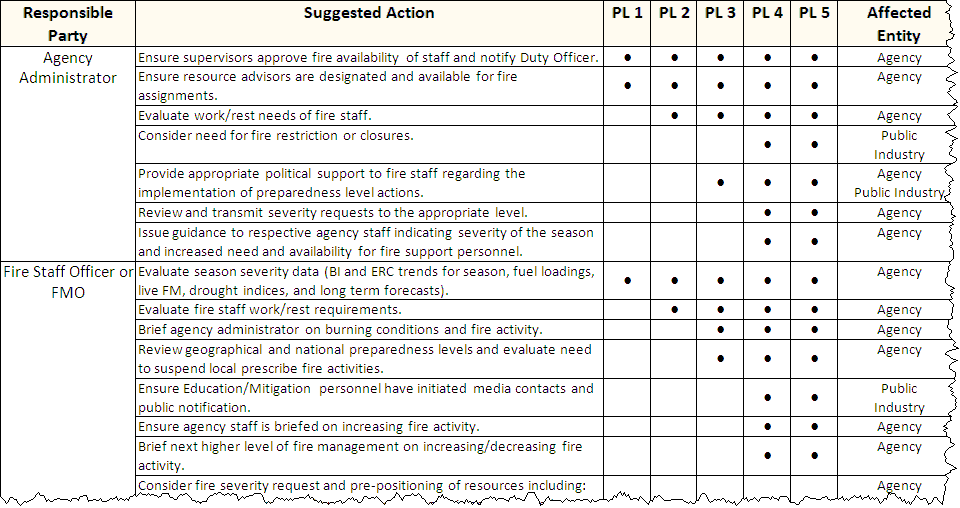 Responsible Party Suggested Action PL 1 PL 2 PL 3 PL 4 PL 5 Affected Entity
Agency Administrator
Ensure supervisors approve fire availability of staff and notify Duty Officer. • • • • • Agency
Ensure resource advisors are designated and available for fire
assignments. • • • • • Agency
Evaluate work/rest needs of fire staff. • • • • Agency
Consider need for fire restriction or closures. • • Public
Industry
Provide appropriate political support to fire staff regarding the
implementation of preparedness level actions. • • • Agency
Public Industry
Review and transmit severity requests to the appropriate level. • • Agency
Issue guidance to respective agency staff indicating severity of the season
and increased need and availability for fire support personnel. • • Agency
Fire Staff Officer or FMO
Evaluate season severity data (BI and ERC trends for season, fuel loadings,
live FM, drought indices, and long term forecasts). • • • • • Agency
Evaluate fire staff work/rest requirements. • • • • Agency
Brief agency administrator on burning conditions and fire activity. • • • Agency
Review geographical and national preparedness levels and evaluate need
to suspend local prescribe fire activities. • • • Agency
Ensure Education/Mitigation personnel have initiated media contacts and
public notification. • • Public
Industry
Ensure agency staff is briefed on increasing fire activity. • • Agency
Brief next higher level of fire management on increasing/decreasing fire
activity. • • Agency
Consider fire severity request and pre-positioning of resources including: Agency